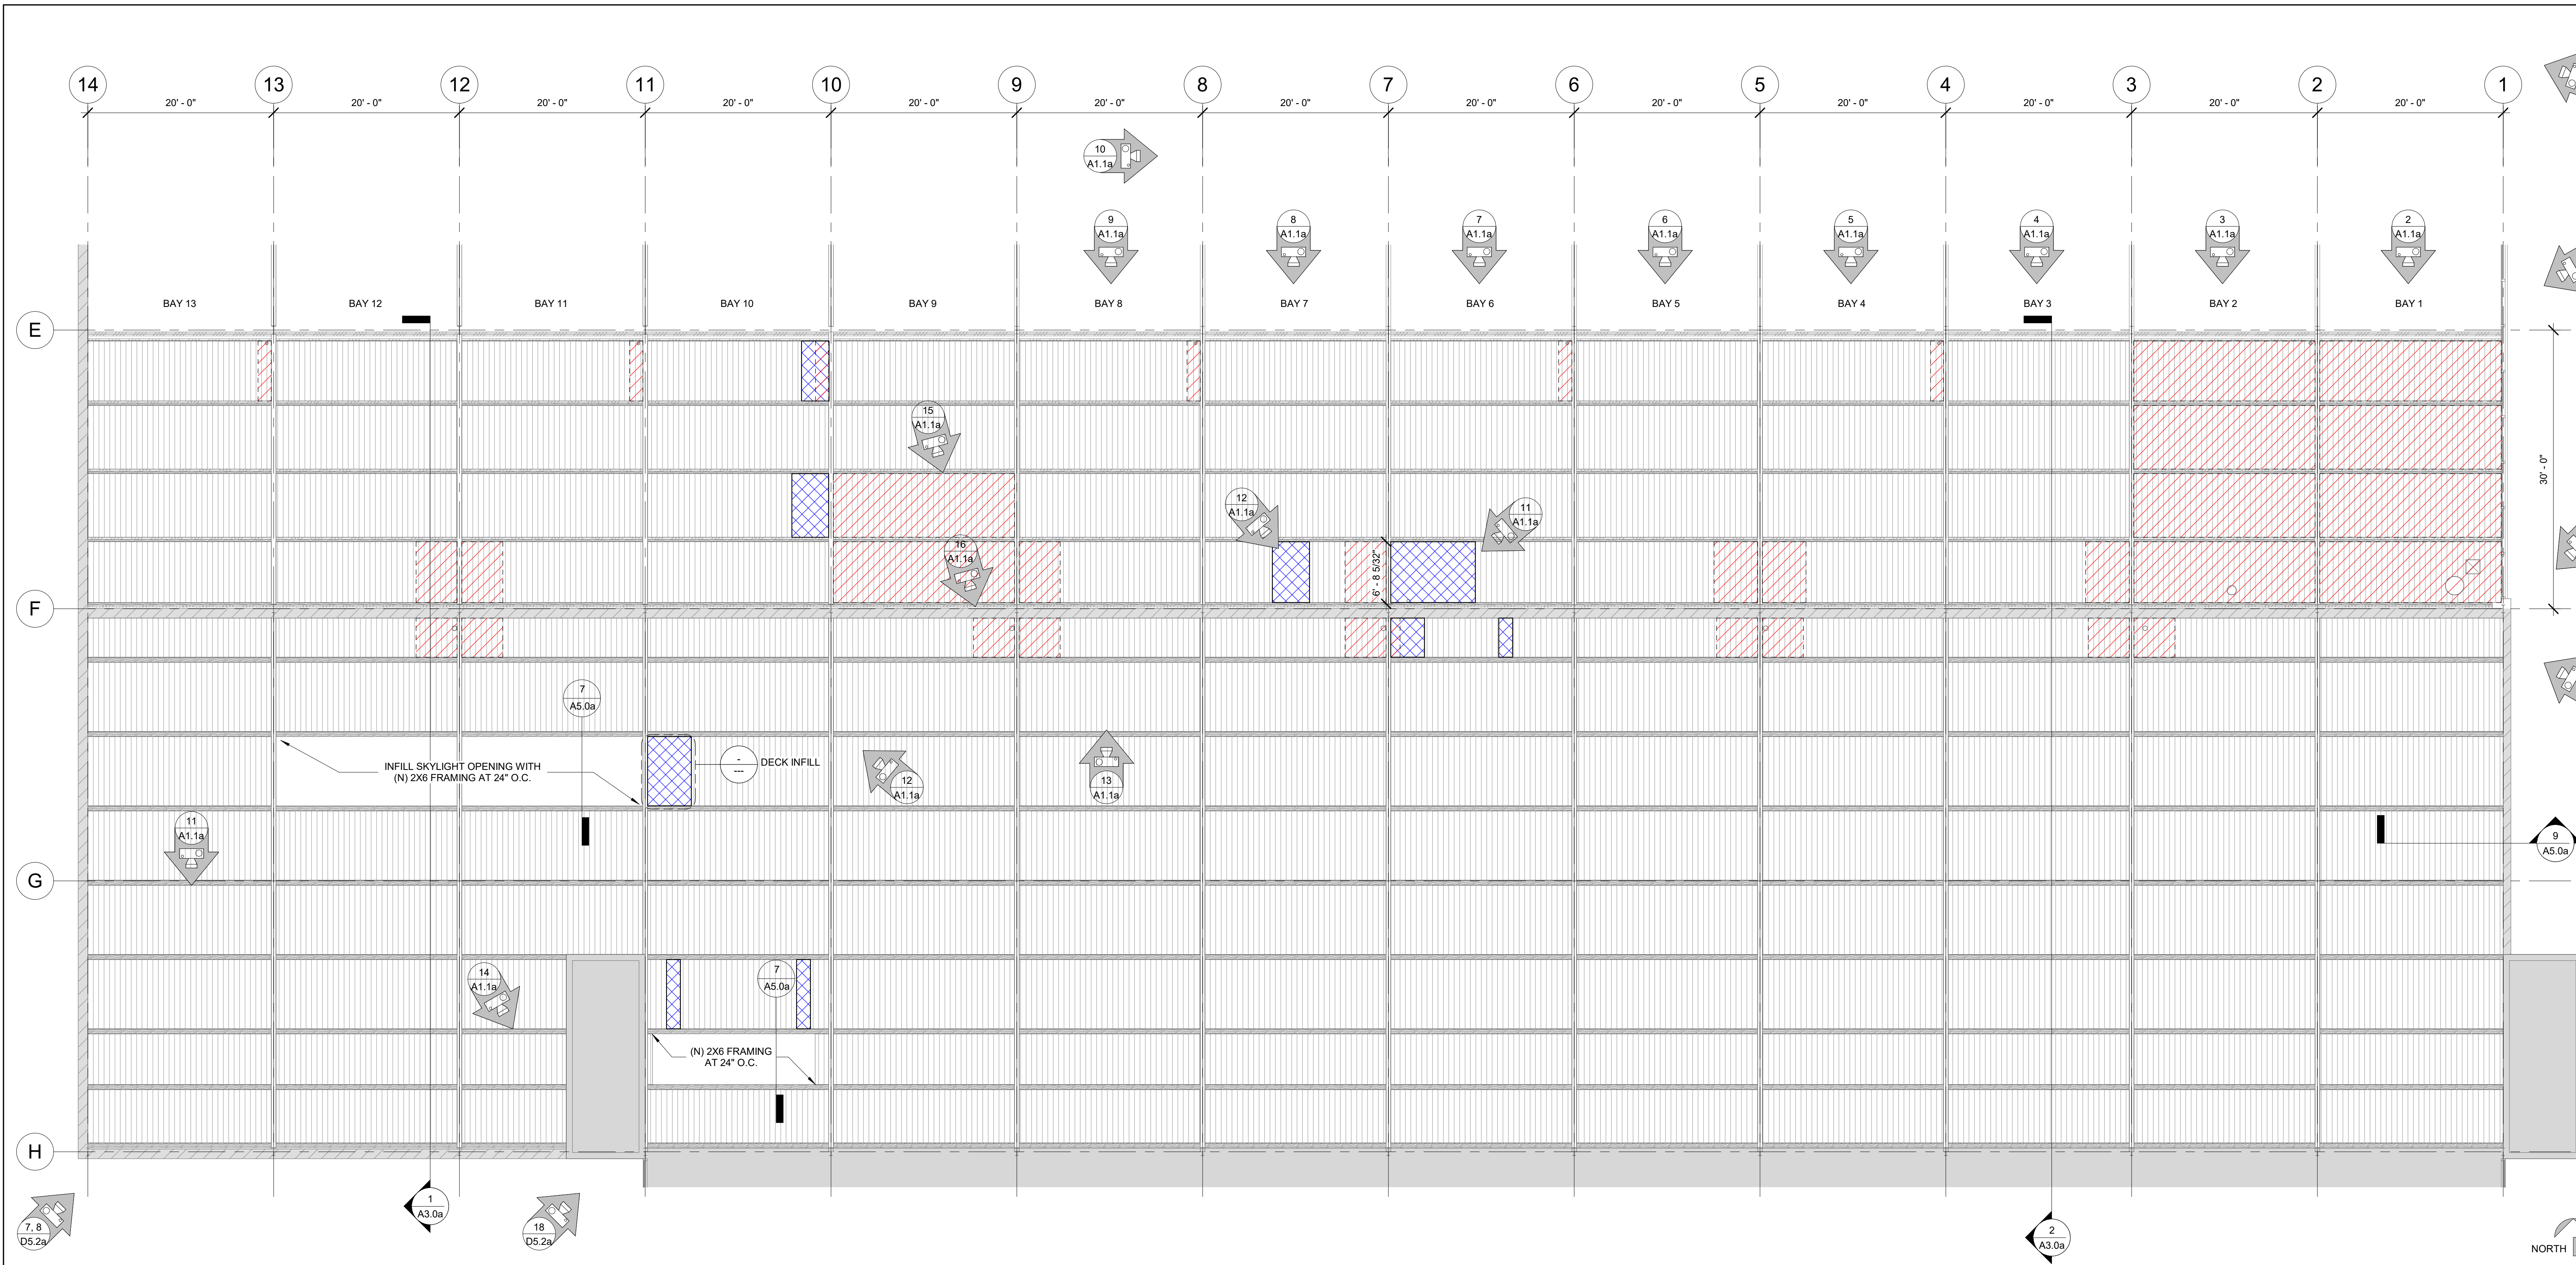 14 13 12 11 10 9 8 7 6 5 4 3 2 1
20' - 0" 20' - 0" 20' - 0" 20' - 0" 20' - 0" 20' - 0" 20' - 0" 20' - 0" 20' - 0" 20' - 0" 20' - 0" 20' - 0" 20' - 0"
10
A1.1a
9
A1.1a
8
A1.1a
7
A1.1a
6
A1.1a
5
A1.1a
4
A1.1a
3
A1.1a
2
A1.1a
BAY 13 BAY 12 BAY 11 BAY 10 BAY 9 BAY 8 BAY 7 BAY 6 BAY 5 BAY 4 BAY 3 BAY 2 BAY 1
E
15
A1.1a
30' - 0"
12
A1.1a
11
A1.1a
16
A1.1a
6' - 8 5/32"
F
7
A5.0a
INFILL SKYLIGHT OPENING WITH
(N) 2X6 FRAMING AT 24" O.C.
-
---
DECK INFILL
12
A1.1a
13
A1.1a
11
A1.1a
9
A5.0a
G
14
A1.1a
7
A5.0a
(N) 2X6 FRAMING
AT 24" O.C.
H
7, 8
D5.2a
1
A3.0a
18
D5.2a
2
A3.0a
NORTH